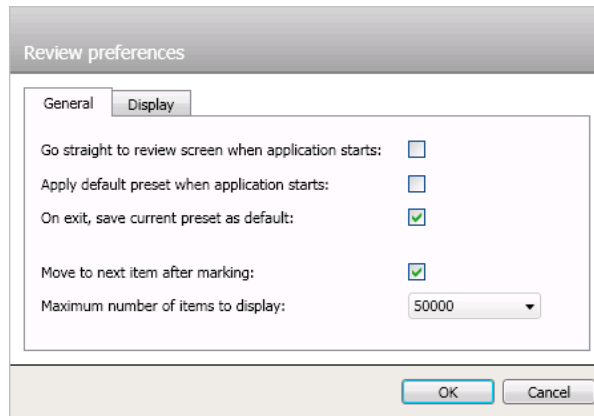 Review preferences
General Display
Go straight to review screen when application starts:
Apply default preset when application starts:
On exit, save current preset as default:
Move to next item after marking:
Maximum number of items to display: 50000
OK Cancel